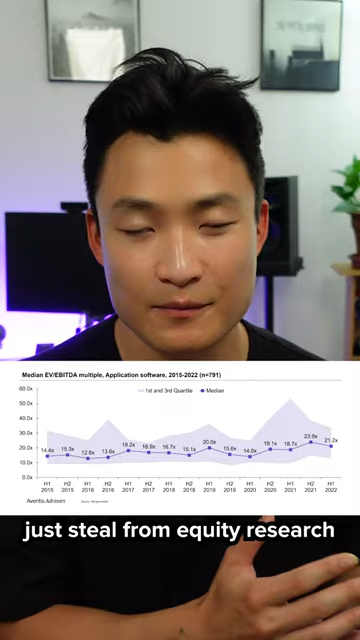 Median EV/EBITDA multiple, Application software, 2015-2022 (n=791)
60.0x
1st and 3rd Quartile
Median
50.0x
40.0x
30.0x
20.0x
10.0x
0.0x
14.4x 15.3x 12.8x 13.6x 18.2x 16.9x 16.7x 15.1x 20.0x 15.6x 14.0x 19.1x 18.7x 23.9x 21.2x
H1 H2 H1 H2 H1 H2 H1 H2 H1 H2 H1 H2 H1 H2 H1
2015 2015 2016 2016 2017 2017 2018 2018 2019 2019 2020 2020 2021 2021 2022
Aventis Advisors
just steal from equity research